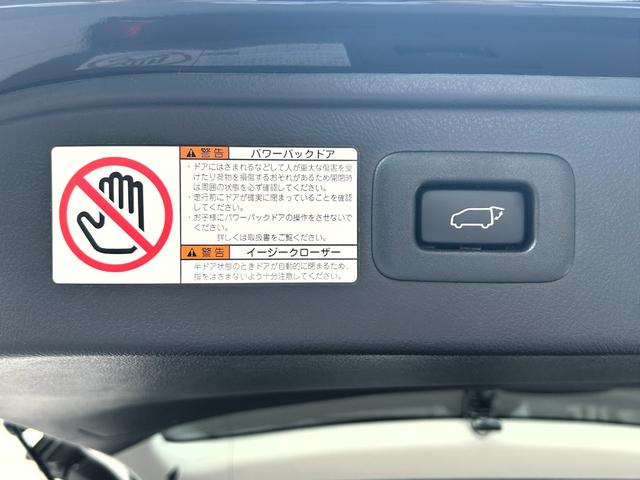 警告 パワーバックドア
・ドアにはさまれるなどして人が重大な傷害を受
けたり荷物を損傷するおそれがあるため開閉時
は周囲の状態を必ず確認してください。
・走行前にドアが確実に閉まっていることを確認
ください。
・お子様にパワーバックドアの操作をさせないで
ください。
詳しくは取扱書をご覧ください。
警告 イージークローザー
半ドア状態のときドアが自動的に閉まるため、
指をはさまないよう十分注意してください。